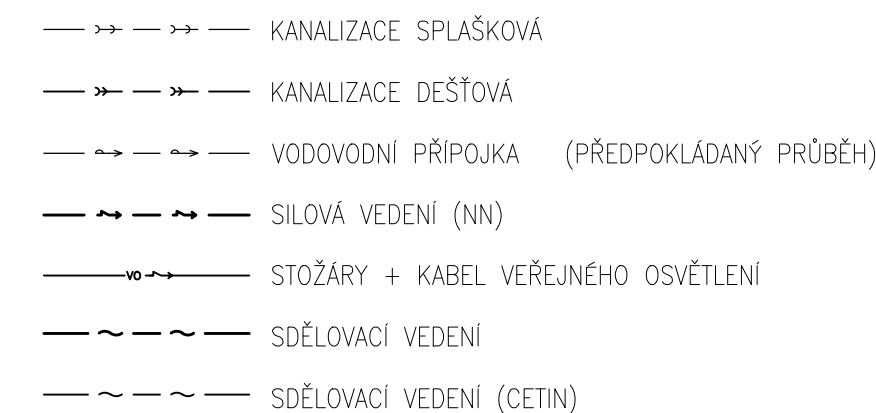 KANALIZACE SPLAŠKOVÁ
KANALIZACE DEŠŤOVÁ
VODOVODNÍ PŘÍPOJKA (PŘEDPOKLÁDANÝ PRŮBĚH)
SILOVÁ VEDENÍ (NN)
VO STOŽÁRY + KABEL VEŘEJNÉHO OSVĚTLENÍ
SDĚLOVACÍ VEDENÍ
SDĚLOVACÍ VEDENÍ (CETIN)